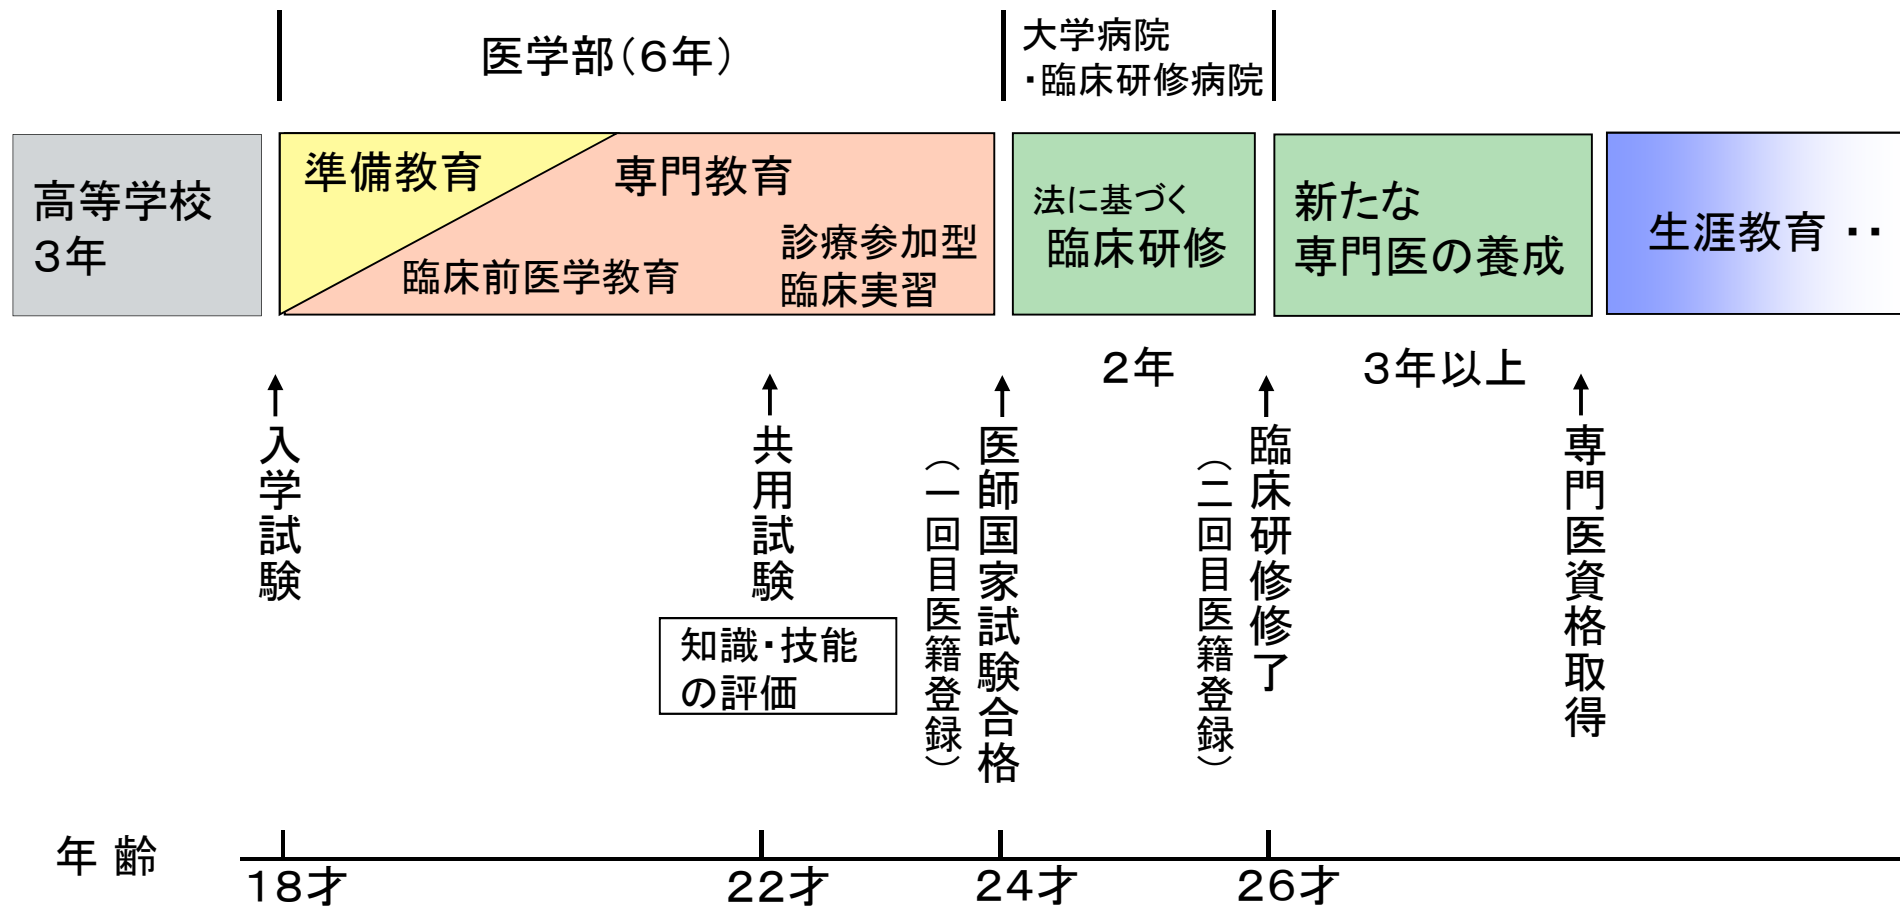 医学部(6年)
大学病院
・臨床研修病院
高等学校
3年
準備教育
専門教育
臨床前医学教育
診療参加型
臨床実習
法に基づく
臨床研修
新たな
専門医の養成
生涯教育 ・・
2年
3年以上
入学試験
共用試験
知識・技能
の評価
医師国家試験合格
(一回目医籍登録)
臨床研修修了
(二回目医籍登録)
専門医資格取得
年 齢
18才
22才
24才
26才